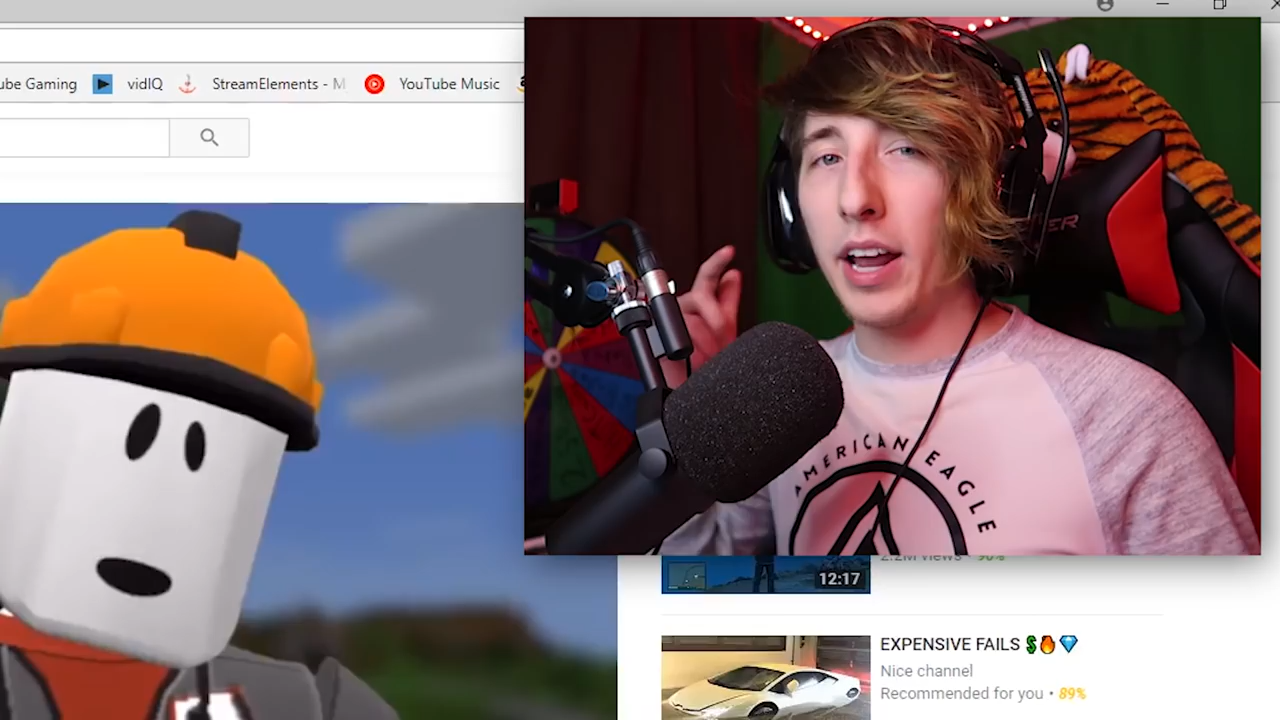 ube Gaming
vidIQ
StreamElements - M
YouTube Music
AMERICAN EAGLE
12:17
EXPENSIVE FAILS
Nice channel
Recommended for you • 89%